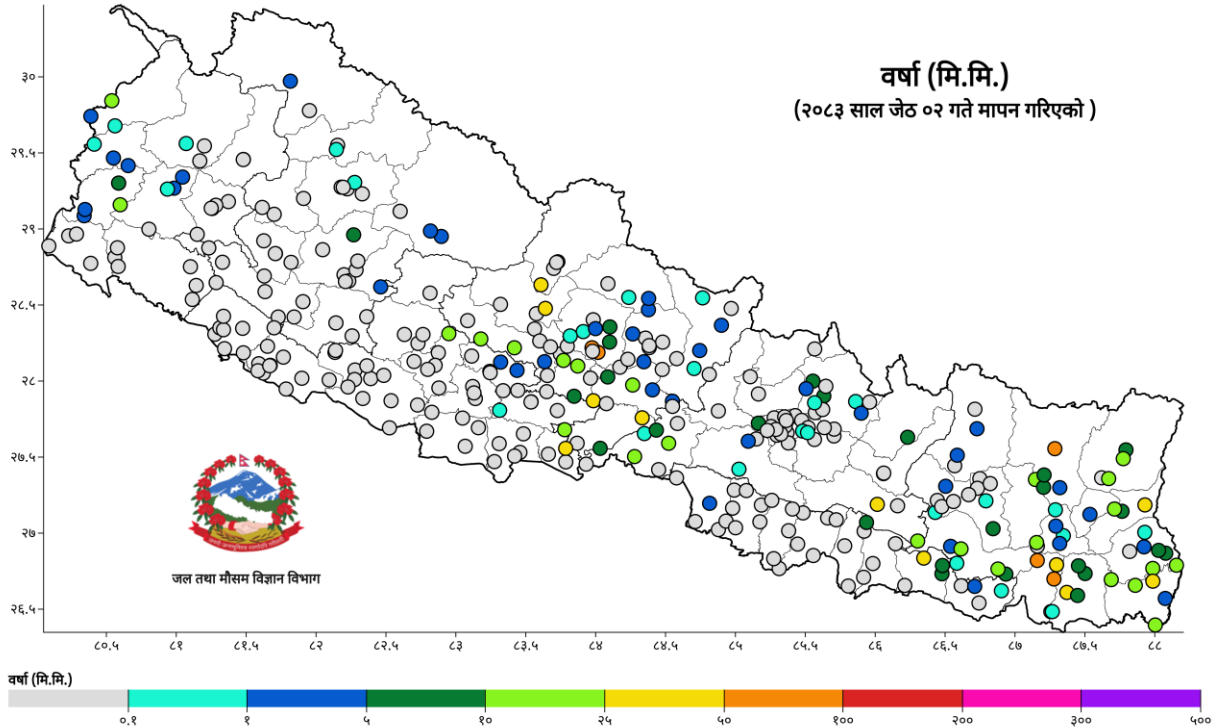 वर्षा (मि.मि.)
(२०८३ साल जेठ ०२ गते मापन गरिएको )
३०
२९.५
२९
२८.५
२८
२७.५
२७
२६.५
जल तथा मौसम विज्ञान विभाग
८०.५ ८१ ८१.५ ८२ ८२.५ ८३ ८३.५ ८४ ८४.५ ८५ ८५.५ ८६ ८६.५ ८७ ८७.५ ८८
वर्षा (मि.मि.)
०.१ १ ५ १० २५ ५० १०० २०० ३०० ५००